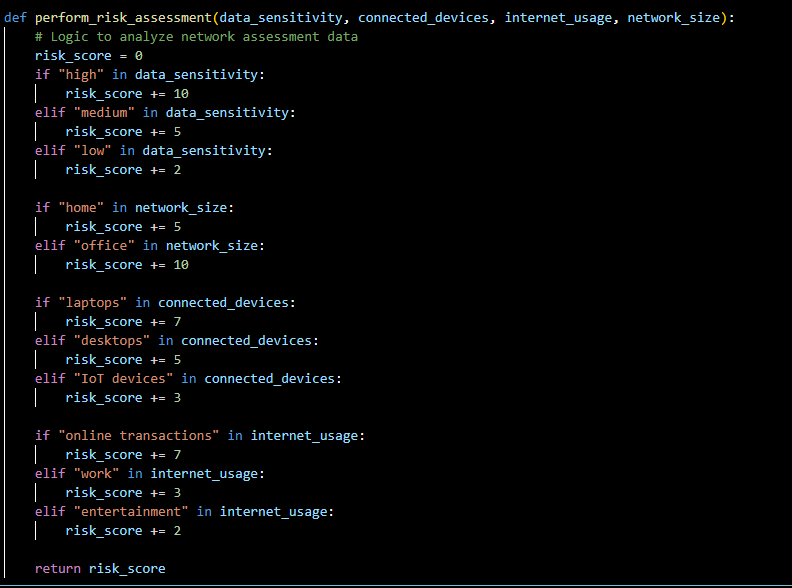 def perform_risk_assessment(data_sensitivity, connected_devices, internet_usage, network_size):
    # Logic to analyze network assessment data
    risk_score = 0
    if "high" in data_sensitivity:
        risk_score += 10
    elif "medium" in data_sensitivity:
        risk_score += 5
    elif "low" in data_sensitivity:
        risk_score += 2

    if "home" in network_size:
        risk_score += 5
    elif "office" in network_size:
        risk_score += 10

    if "laptops" in connected_devices:
        risk_score += 7
    elif "desktops" in connected_devices:
        risk_score += 5
    elif "IoT devices" in connected_devices:
        risk_score += 3

    if "online transactions" in internet_usage:
        risk_score += 7
    elif "work" in internet_usage:
        risk_score += 3
    elif "entertainment" in internet_usage:
        risk_score += 2

    return risk_score